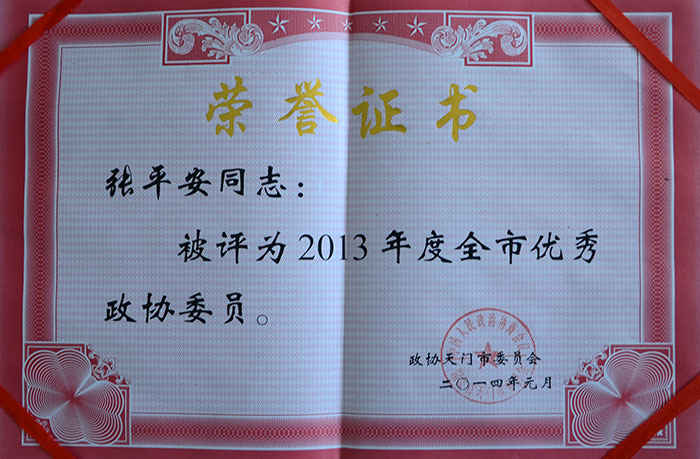 荣誉证书
张平安同志：
被评为2013年度全市优秀
政协委员。
政协天门市委员会
二〇一四年元月